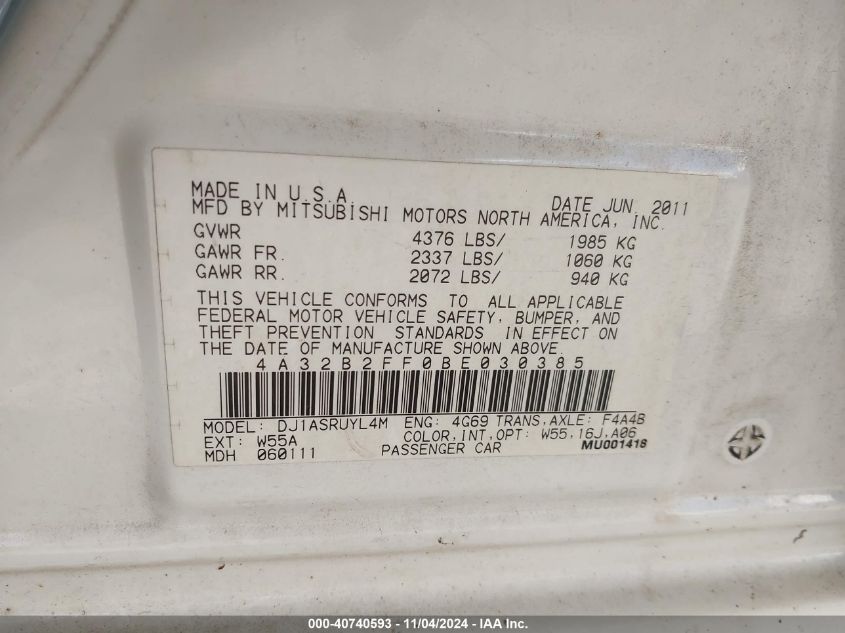 MADE IN U.S.A. DATE JUN 2011
MFD BY MITSUBISHI MOTORS NORTH AMERICA, INC.
GVWR 4376 LBS/ 1985 KG
GAWR FR. 2337 LBS/ 1060 KG
GAWR RR. 2072 LBS/ 940 KG
THIS VEHICLE CONFORMS TO ALL APPLICABLE
FEDERAL MOTOR VEHICLE SAFETY, BUMPER, AND
THEFT PREVENTION STANDARDS IN EFFECT ON
THE DATE OF MANUFACTURE SHOWN ABOVE.
4A32B2FF0BE030385
MODEL: DJ1ASRUYL4M ENG: 4G69 TRANS,AXLE: F4A4B
EXT: W55A COLOR,INT,OPT: W55,16J,A06
MDH 060111 PASSENGER CAR MU001418
000-40740593 - 11/04/2024 - IAA Inc.